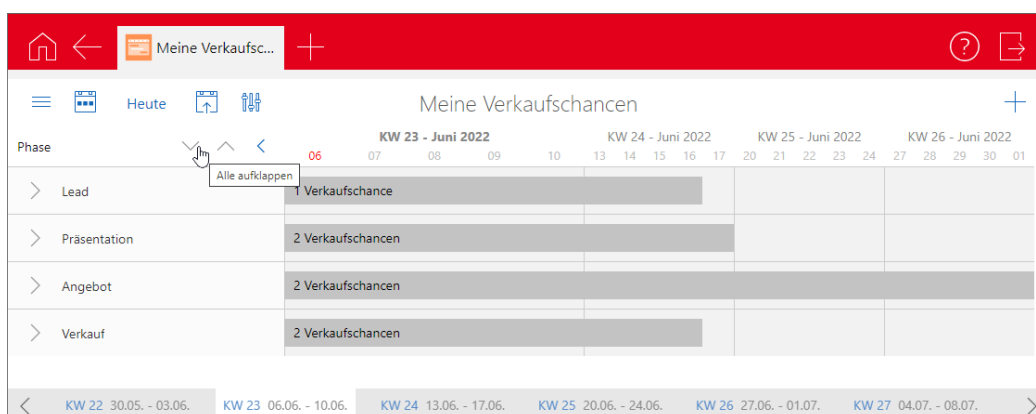 Meine Verkaufsc...
?
Heute
Meine Verkaufschancen
Phase
KW 23 - Juni 2022 KW 24 - Juni 2022 KW 25 - Juni 2022 KW 26 - Juni 2022
06 07 08 09 10 13 14 15 16 17 20 21 22 23 24 27 28 29 30 01
Alle aufklappen
Lead 1 Verkaufschance
Präsentation 2 Verkaufschancen
Angebot 2 Verkaufschancen
Verkauf 2 Verkaufschancen
KW 22 30.05. - 03.06. KW 23 06.06. - 10.06. KW 24 13.06. - 17.06. KW 25 20.06. - 24.06. KW 26 27.06. - 01.07. KW 27 04.07. - 08.07.